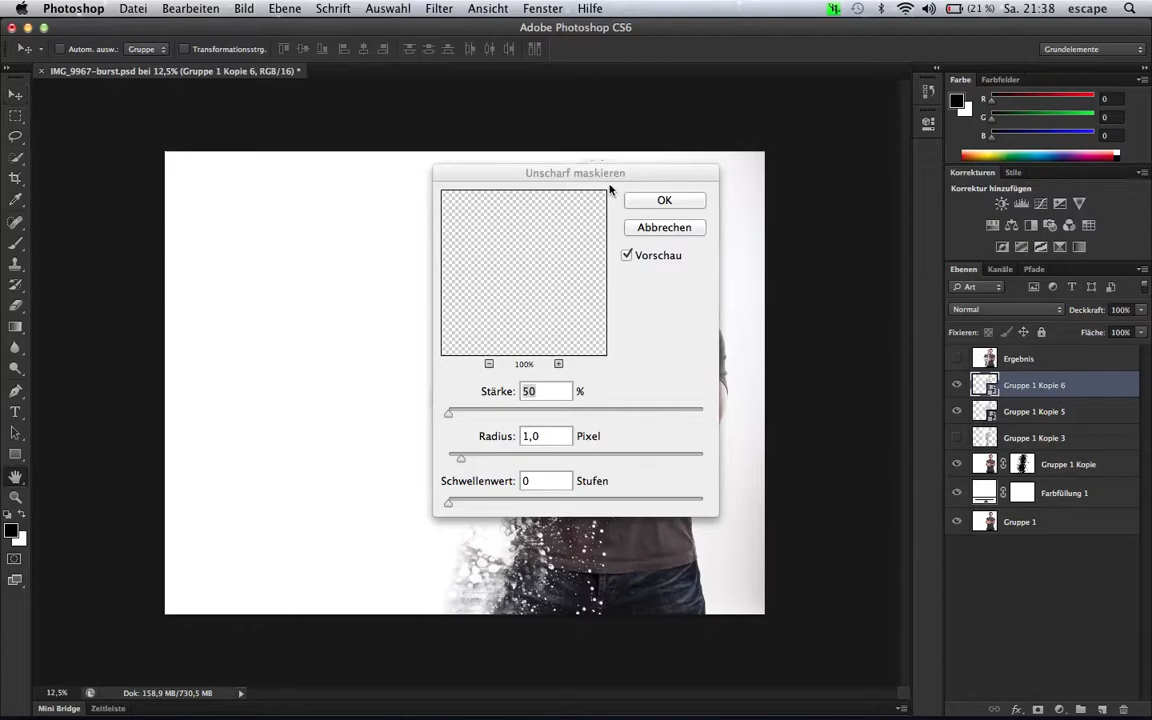 Photoshop Datei Bearbeiten Bild Ebene Schrift Auswahl Filter Ansicht Fenster Hilfe (21 %) Sa. 21:38 escape
Adobe Photoshop CS6
Autom. ausw.: Gruppe Transformationsstrg. Grundelemente
IMG_9967-burst.psd bei 12,5% (Gruppe 1 Kopie 6, RGB/16) *
Farbe Farbfelder
R 0
G 0
B 0
Korrekturen Stile
Korrektur hinzufügen
Ebenen Kanäle Pfade
Art
Normal Deckkraft: 100%
Fixieren: Fläche: 100%
Ergebnis
Gruppe 1 Kopie 6
Gruppe 1 Kopie 5
Gruppe 1 Kopie 3
Gruppe 1 Kopie
Farbfüllung 1
Gruppe 1
Unscharf maskieren
OK
Abbrechen
Vorschau
100%
Stärke: 50 %
Radius: 1,0 Pixel
Schwellenwert: 0 Stufen
12,5% Dok: 158,9 MB/730,5 MB
Mini Bridge Zeitleiste